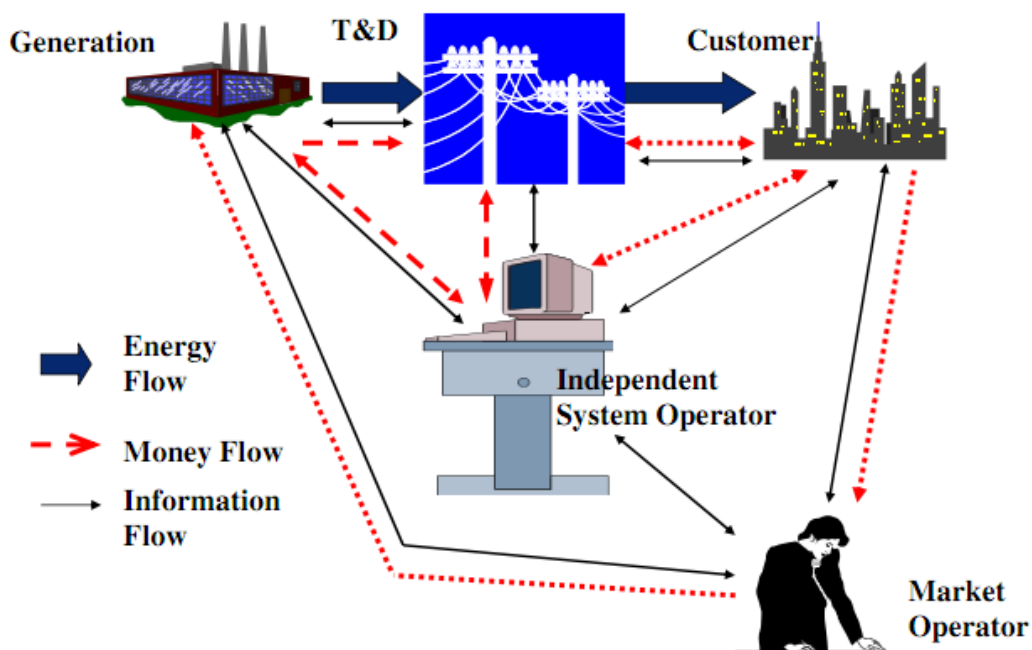 Generation
T&D
Customer
Energy
Flow
Money Flow
Information
Flow
Independent
System Operator
Market
Operator